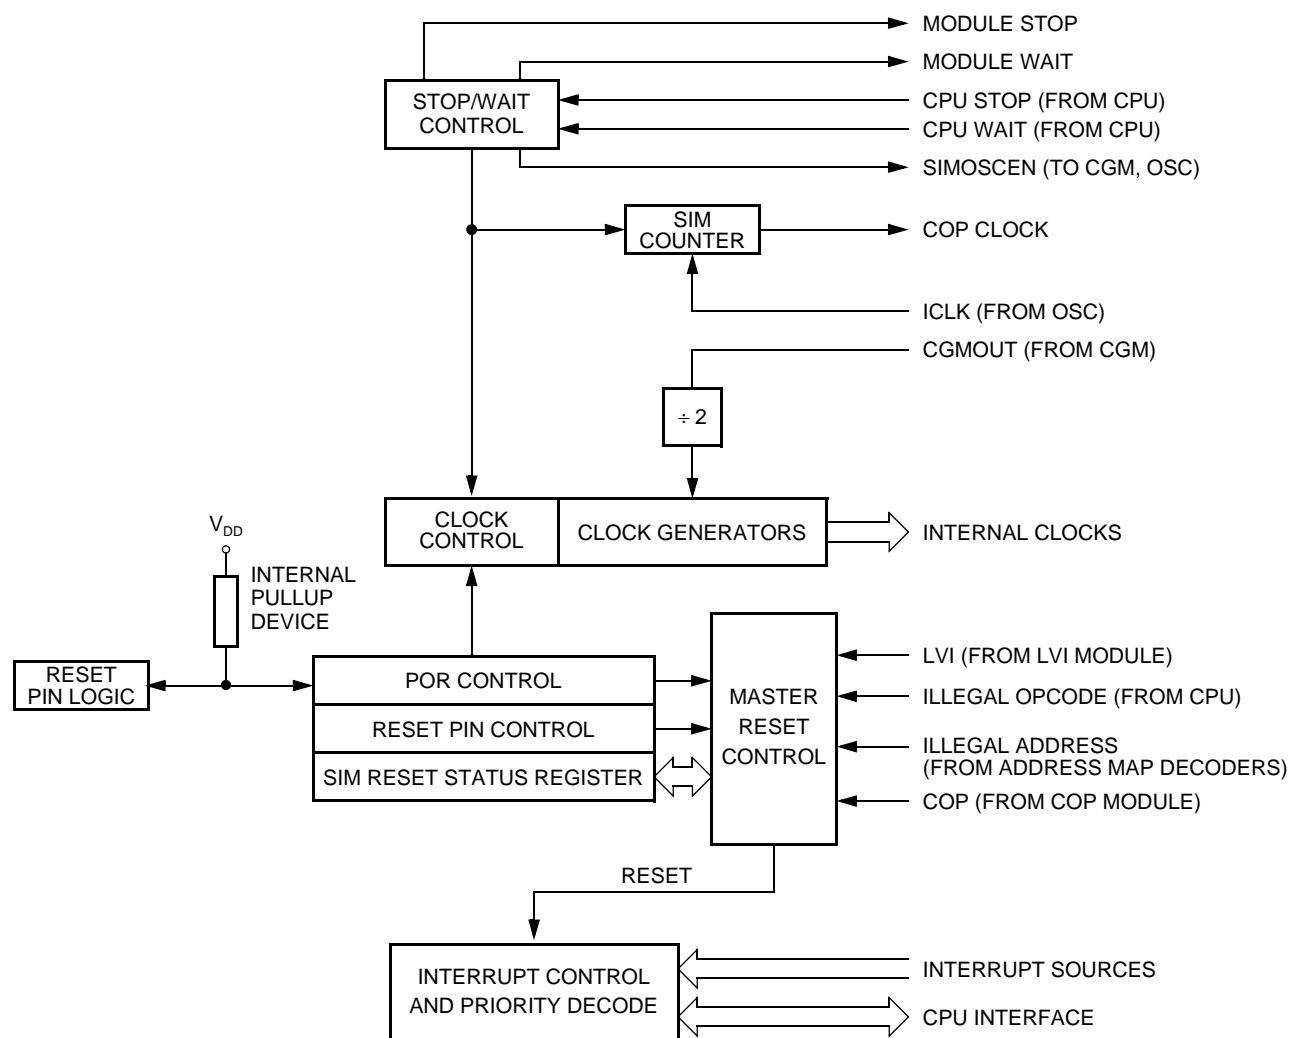 MODULE STOP
MODULE WAIT
STOP/WAIT
CONTROL
CPU STOP (FROM CPU)
CPU WAIT (FROM CPU)
SIMOSCEN (TO CGM, OSC)
SIM
COUNTER
COP CLOCK
ICLK (FROM OSC)
CGMOUT (FROM CGM)
÷ 2
CLOCK
CONTROL
CLOCK GENERATORS
INTERNAL CLOCKS
VDD
INTERNAL
PULLUP
DEVICE
RESET
PIN LOGIC
POR CONTROL
RESET PIN CONTROL
SIM RESET STATUS REGISTER
MASTER
RESET
CONTROL
LVI (FROM LVI MODULE)
ILLEGAL OPCODE (FROM CPU)
ILLEGAL ADDRESS
(FROM ADDRESS MAP DECODERS)
COP (FROM COP MODULE)
RESET
INTERRUPT CONTROL
AND PRIORITY DECODE
INTERRUPT SOURCES
CPU INTERFACE